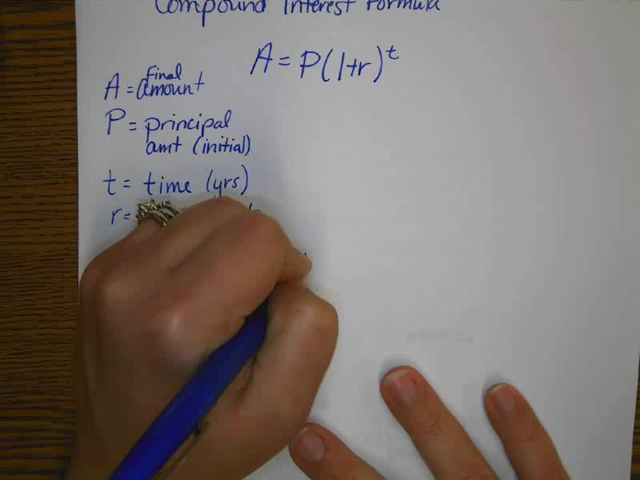 Compound Interest Formula
A = P(1+r)^t
A = final amount
P = principal
amt (initial)
t = time (yrs)
r =